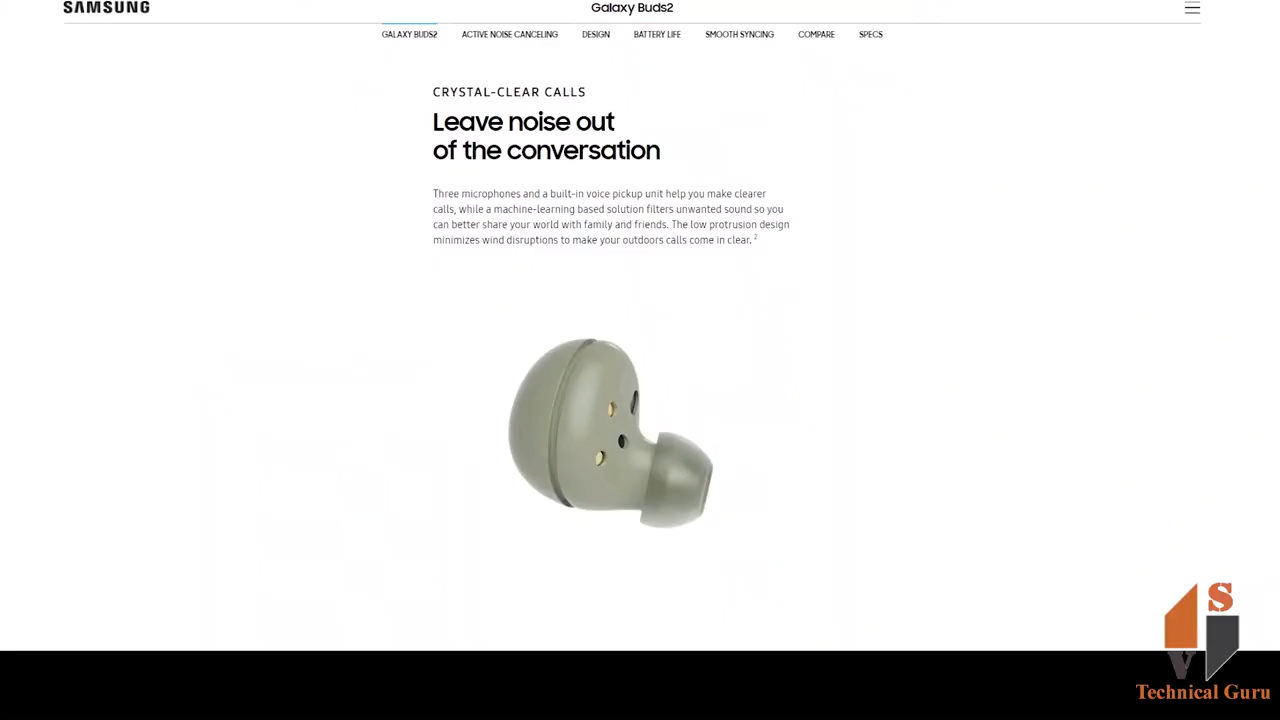 SAMSUNG
Galaxy Buds2
GALAXY BUDS2 ACTIVE NOISE CANCELING DESIGN BATTERY LIFE SMOOTH SYNCING COMPARE SPECS
CRYSTAL-CLEAR CALLS
Leave noise out
of the conversation
Three microphones and a built-in voice pickup unit help you make clearer
calls, while a machine-learning based solution filters unwanted sound so you
can better share your world with family and friends. The low protrusion design
minimizes wind disruptions to make your outdoors calls come in clear. 2
S
V
Technical Guru